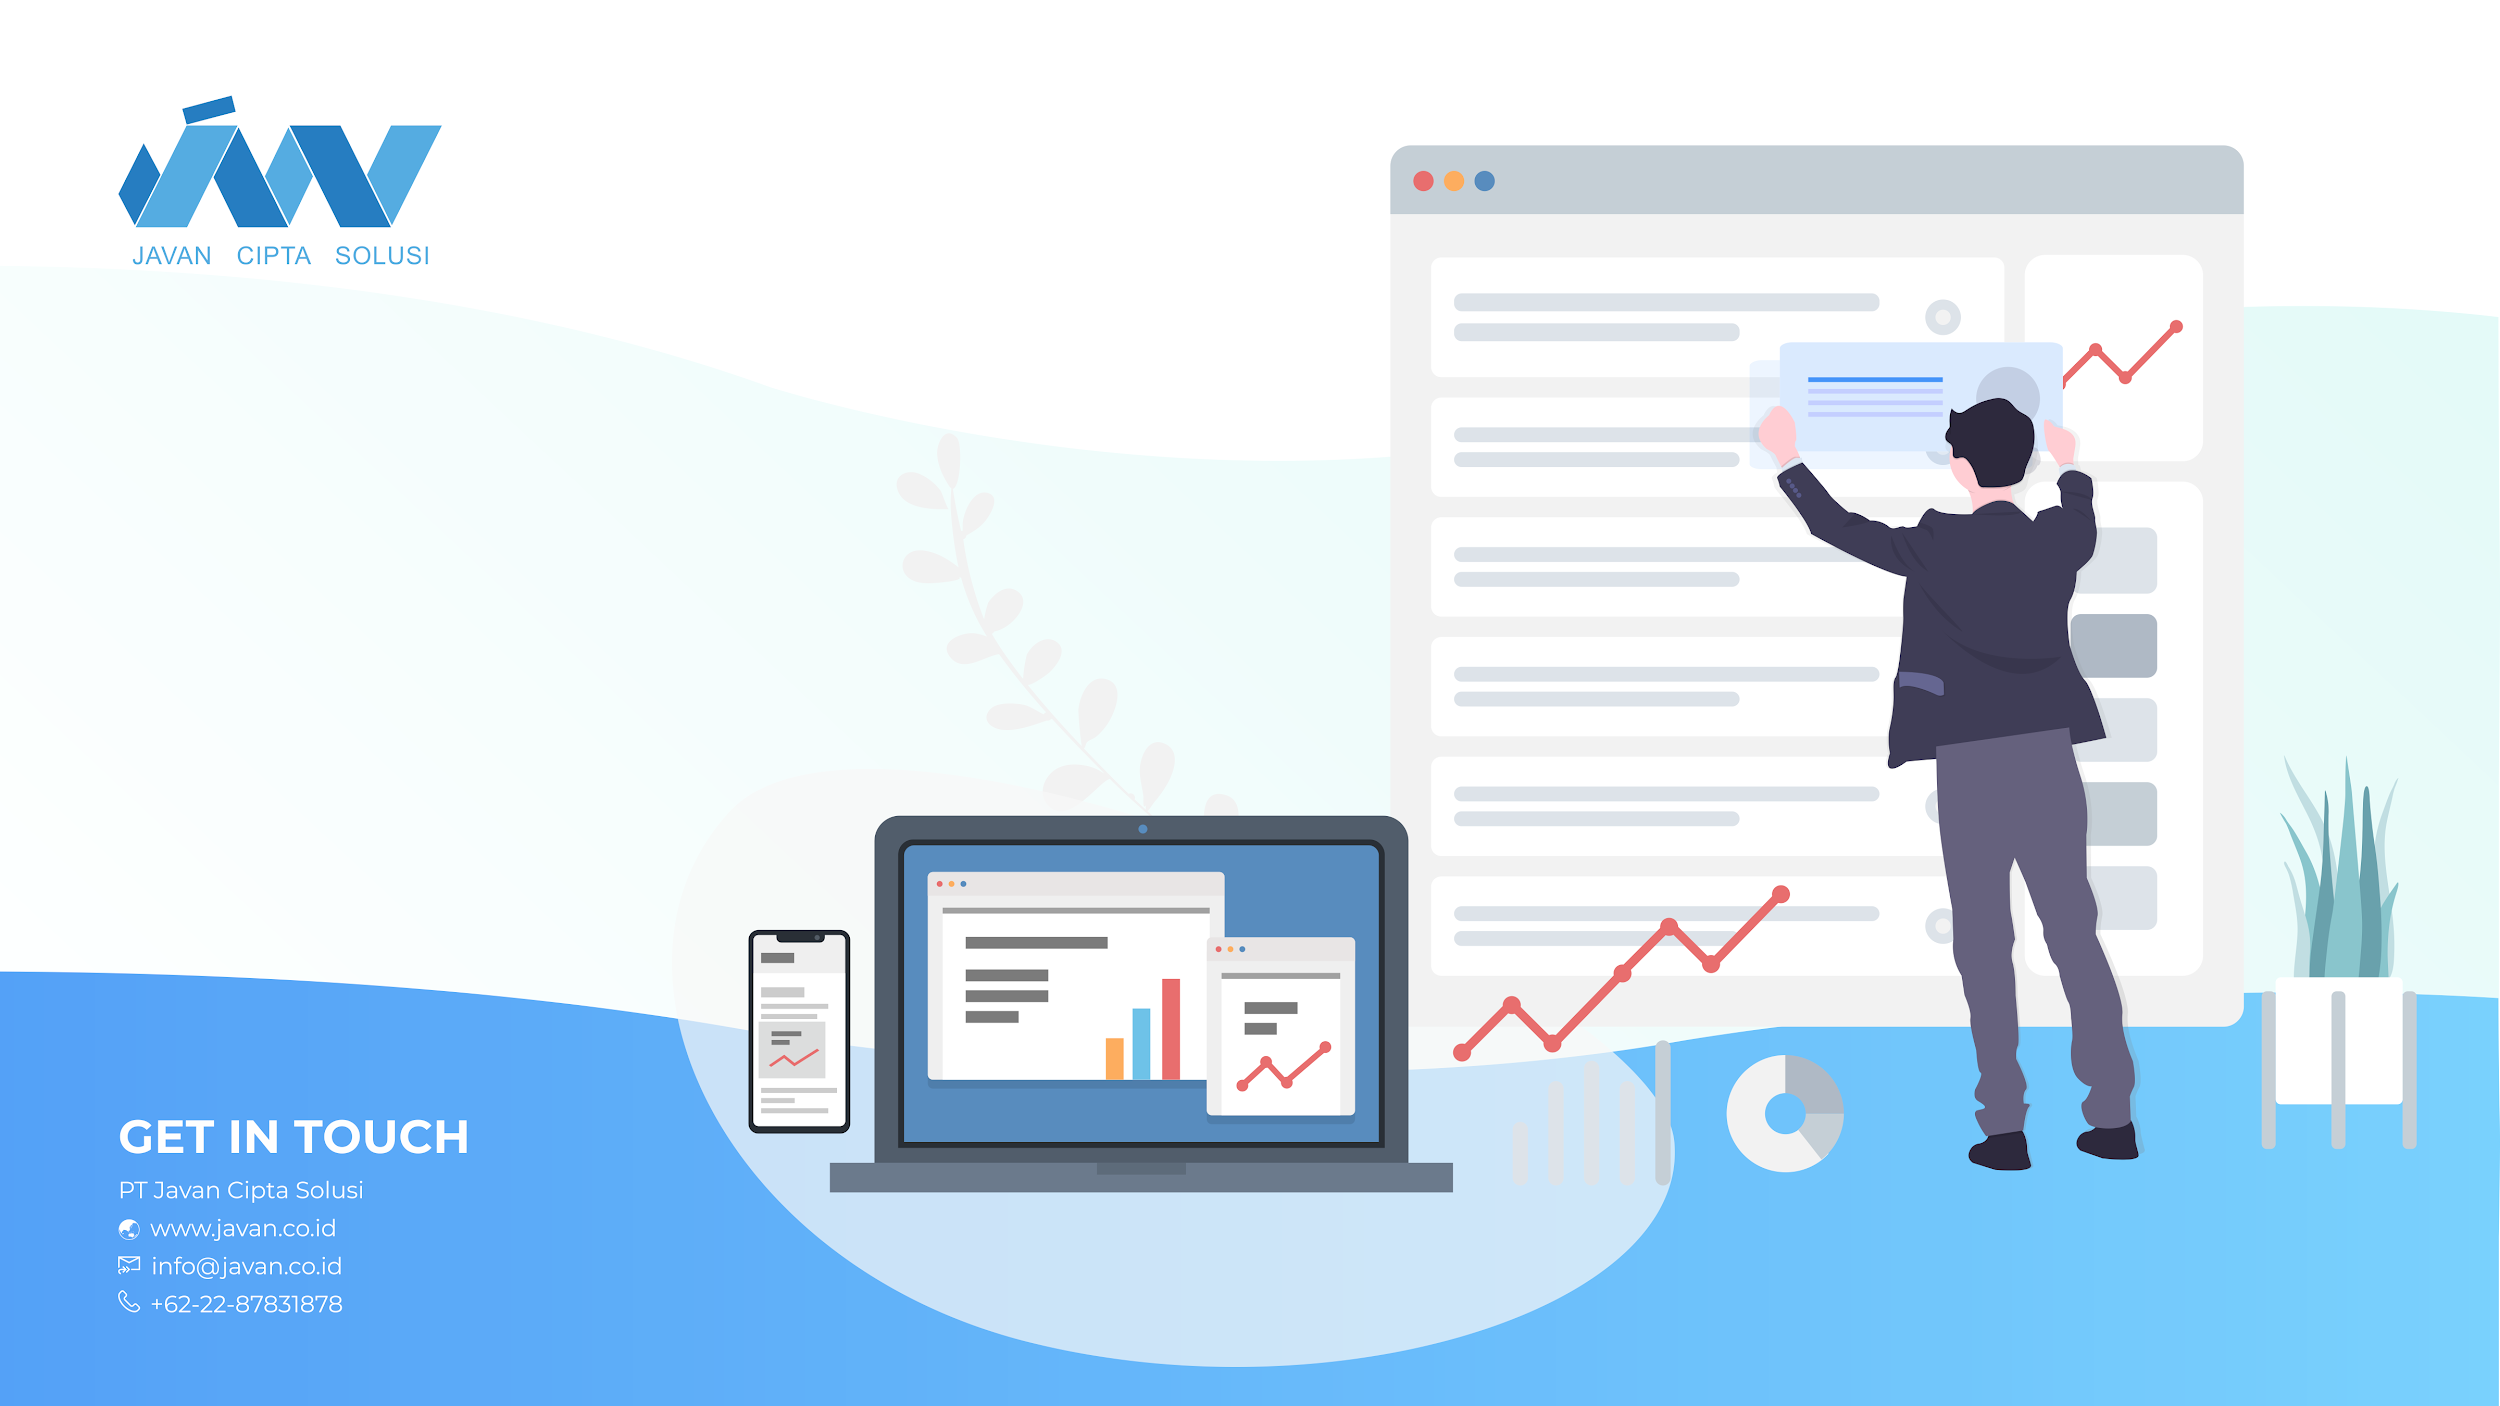 JAVAN CIPTA SOLUSI
GET IN TOUCH
PT Javan Cipta Solusi
www.javan.co.id
info@javan.co.id
+62-22-87831878